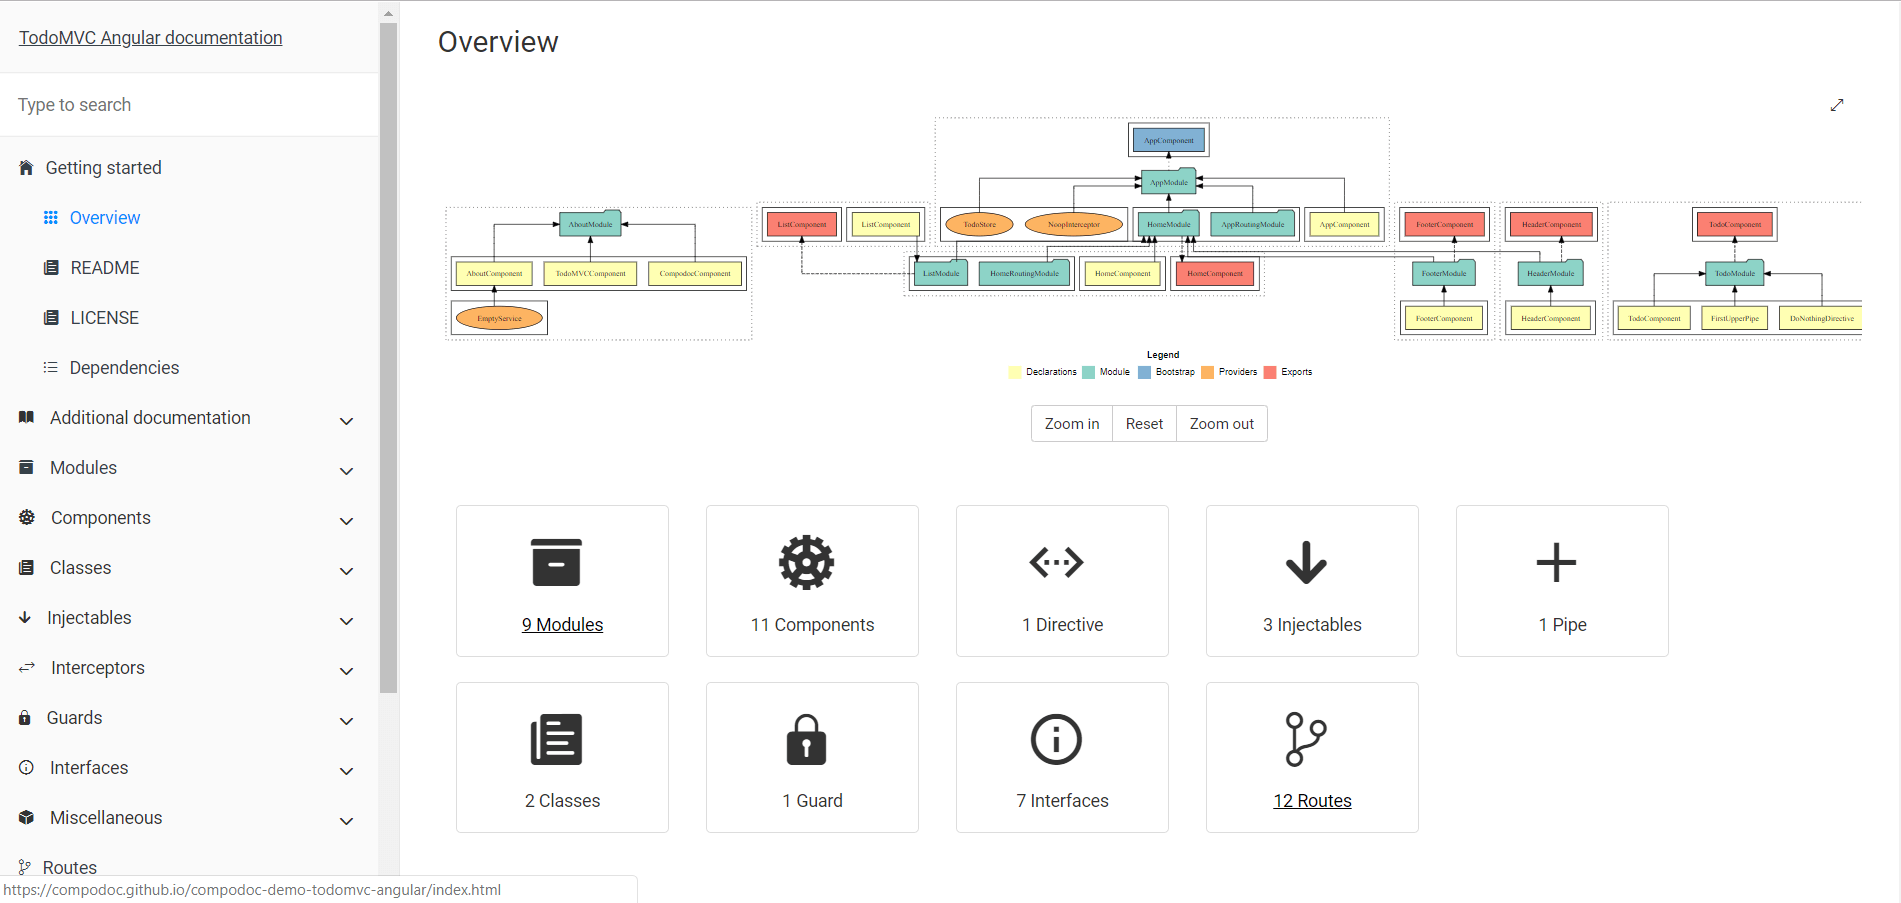 TodoMVC Angular documentation
Type to search
Getting started
Overview
README
LICENSE
Dependencies
Additional documentation
Modules
Components
Classes
Injectables
Interceptors
Guards
Interfaces
Miscellaneous
Routes
https://compodoc.github.io/compodoc-demo-todomvc-angular/index.html
Overview
AppComponent
AppModule
AboutModule
ListComponent
ListComponent
TodoStore
NoopInterceptor
HomeModule
AppRoutingModule
AppComponent
FooterComponent
HeaderComponent
TodoComponent
AboutComponent
TodoMVCComponent
CompodocComponent
ListModule
HomeRoutingModule
HomeComponent
HomeComponent
FooterModule
HeaderModule
TodoModule
EmptyService
FooterComponent
HeaderComponent
TodoComponent
FirstUpperPipe
DoNothingDirective
Legend
Declarations Module Bootstrap Providers Exports
Zoom in Reset Zoom out
9 Modules
11 Components
1 Directive
3 Injectables
1 Pipe
2 Classes
1 Guard
7 Interfaces
12 Routes